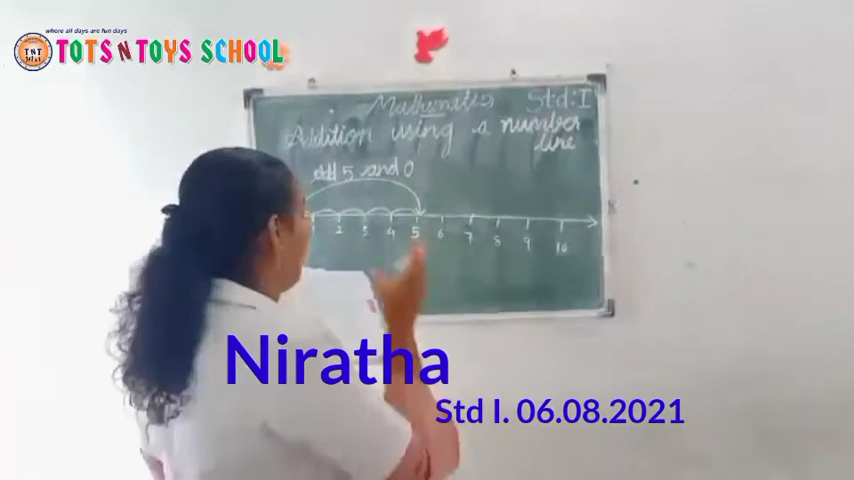 where all days are fun days
TNT
TOTS N TOYS SCHOOL
Mathematics Std: I
Addition using a number
line
add 5 and 0
2 3 4 5 6 7 8 9 10
Niratha
Std I. 06.08.2021